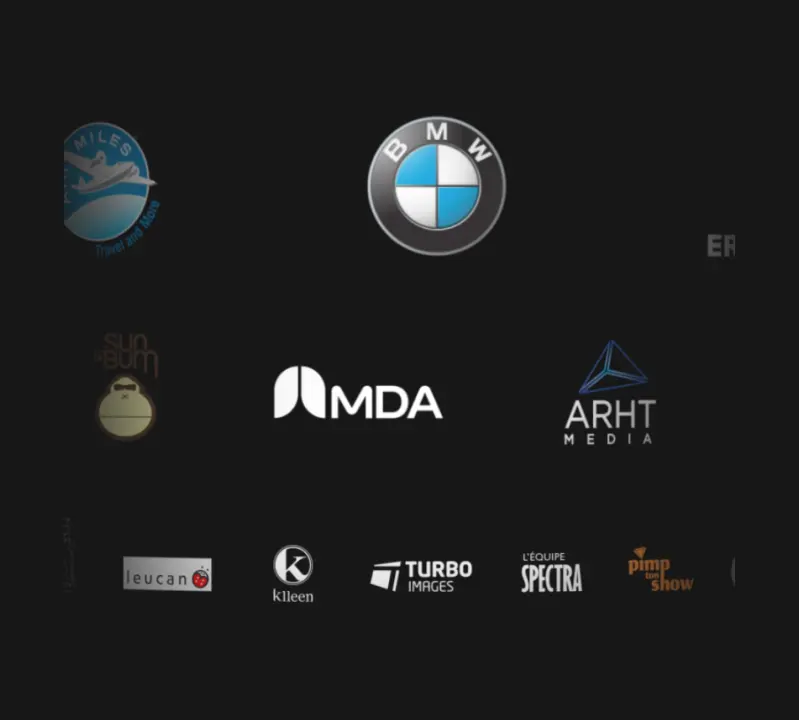 MILES
Travel and More
BMW
ER
sun
BUM
MDA
ARHT
MEDIA
leucan
k
k1leen
TURBO
IMAGES
L'ÉQUIPE
SPECTRA
pimp
ton
show